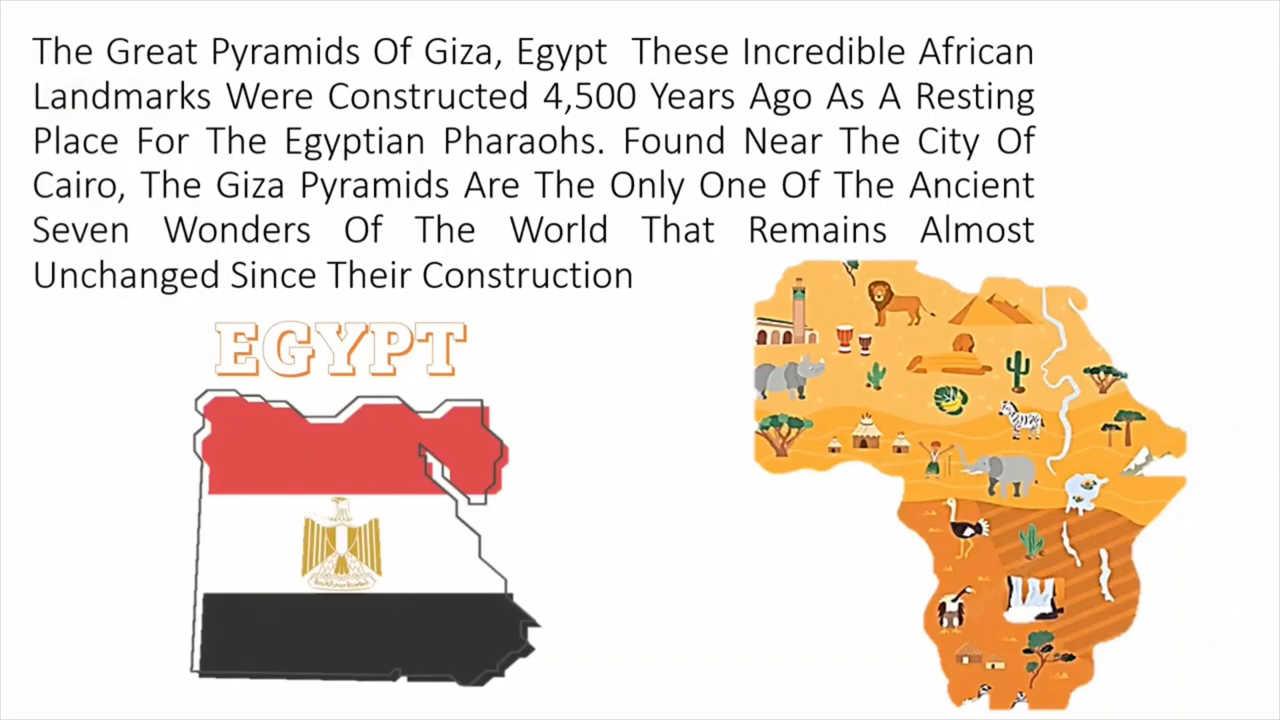 The Great Pyramids Of Giza, Egypt These Incredible African
Landmarks Were Constructed 4,500 Years Ago As A Resting
Place For The Egyptian Pharaohs. Found Near The City Of
Cairo, The Giza Pyramids Are The Only One Of The Ancient
Seven Wonders Of The World That Remains Almost
Unchanged Since Their Construction
EGYPT